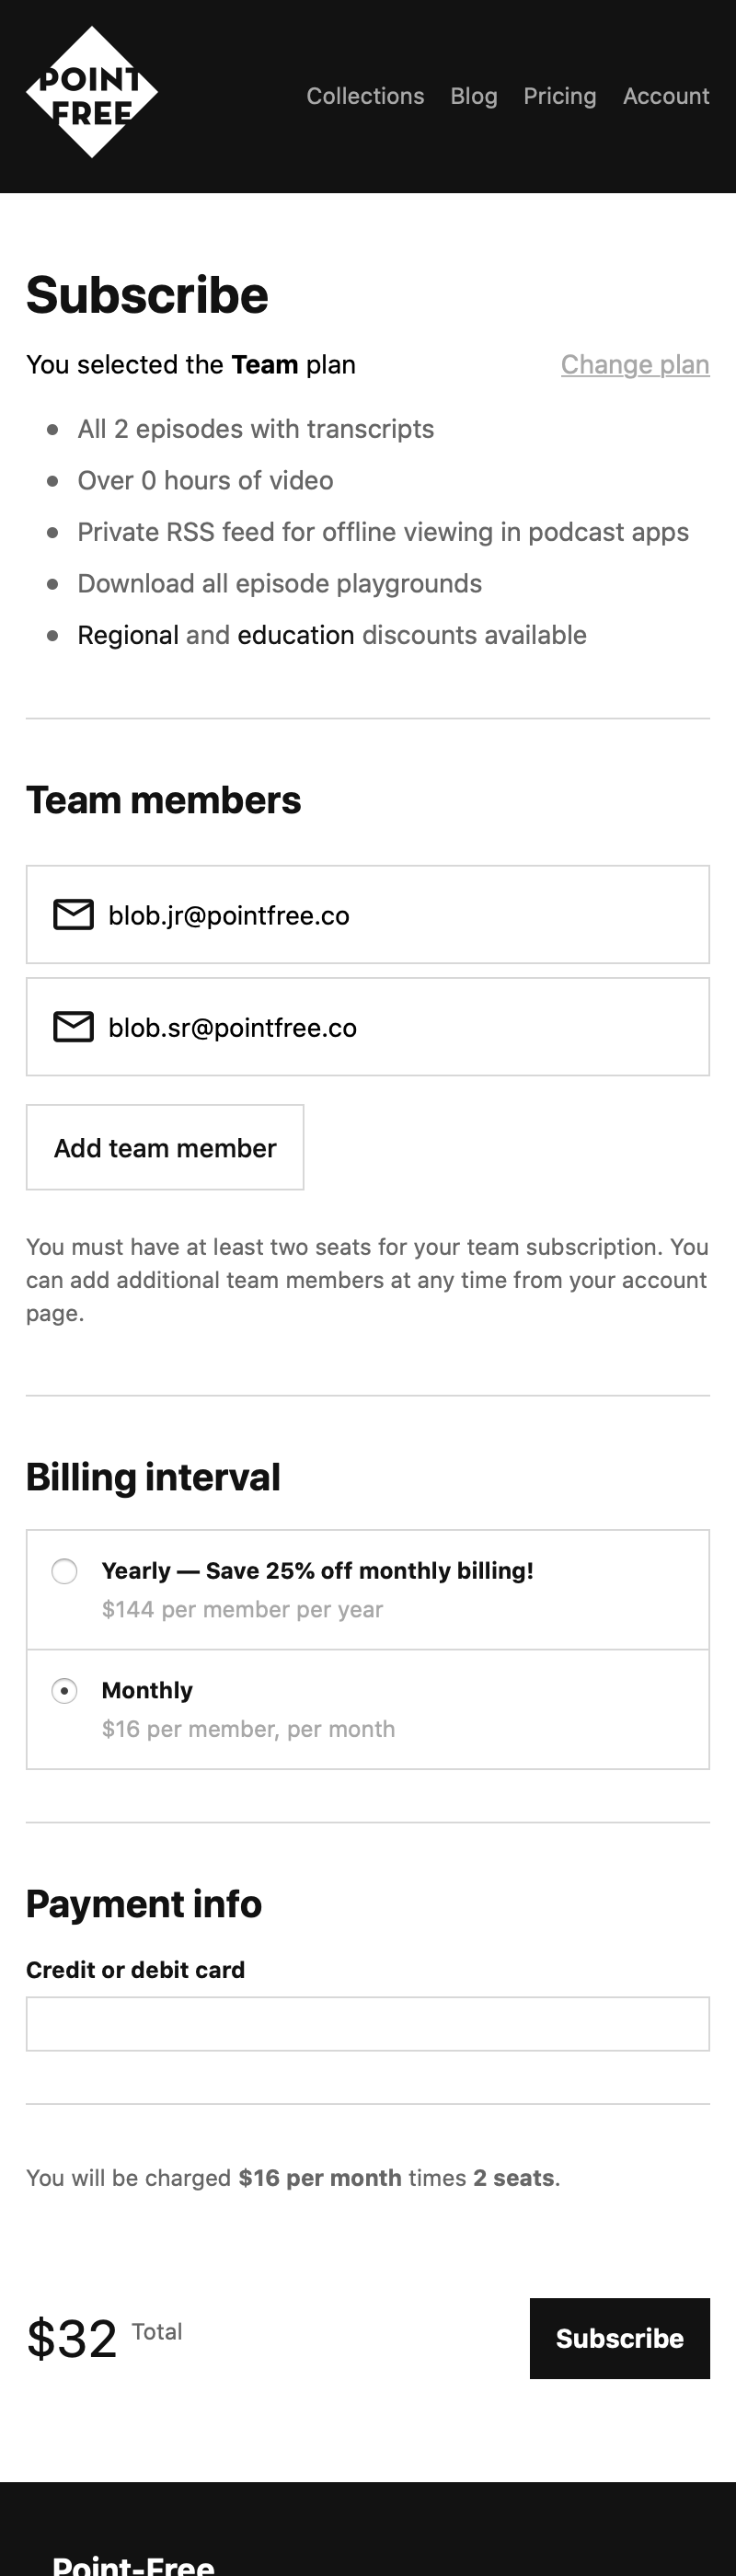 POINT
FREE
Collections Blog Pricing Account
Subscribe
You selected the Team plan
Change plan
All 2 episodes with transcripts
Over 0 hours of video
Private RSS feed for offline viewing in podcast apps
Download all episode playgrounds
Regional and education discounts available
Team members
blob.jr@pointfree.co
blob.sr@pointfree.co
Add team member
You must have at least two seats for your team subscription. You
can add additional team members at any time from your account
page.
Billing interval
Yearly — Save 25% off monthly billing!
$144 per member per year
Monthly
$16 per member, per month
Payment info
Credit or debit card
You will be charged $16 per month times 2 seats.
$32 Total
Subscribe
Point-Free